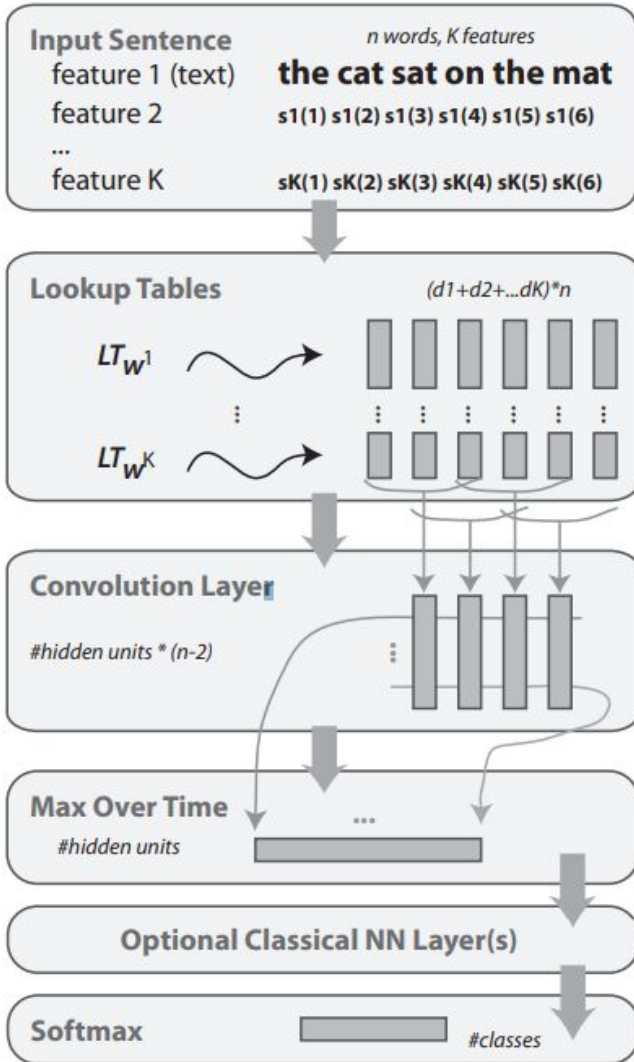 Input Sentence
n words, K features
feature 1 (text) the cat sat on the mat
feature 2 s1(1) s1(2) s1(3) s1(4) s1(5) s1(6)
...
feature K sK(1) sK(2) sK(3) sK(4) sK(5) sK(6)
Lookup Tables (d1+d2+...dK)*n
LTw1
LTwK
Convolution Layer
#hidden units * (n-2)
Max Over Time
#hidden units
Optional Classical NN Layer(s)
Softmax #classes